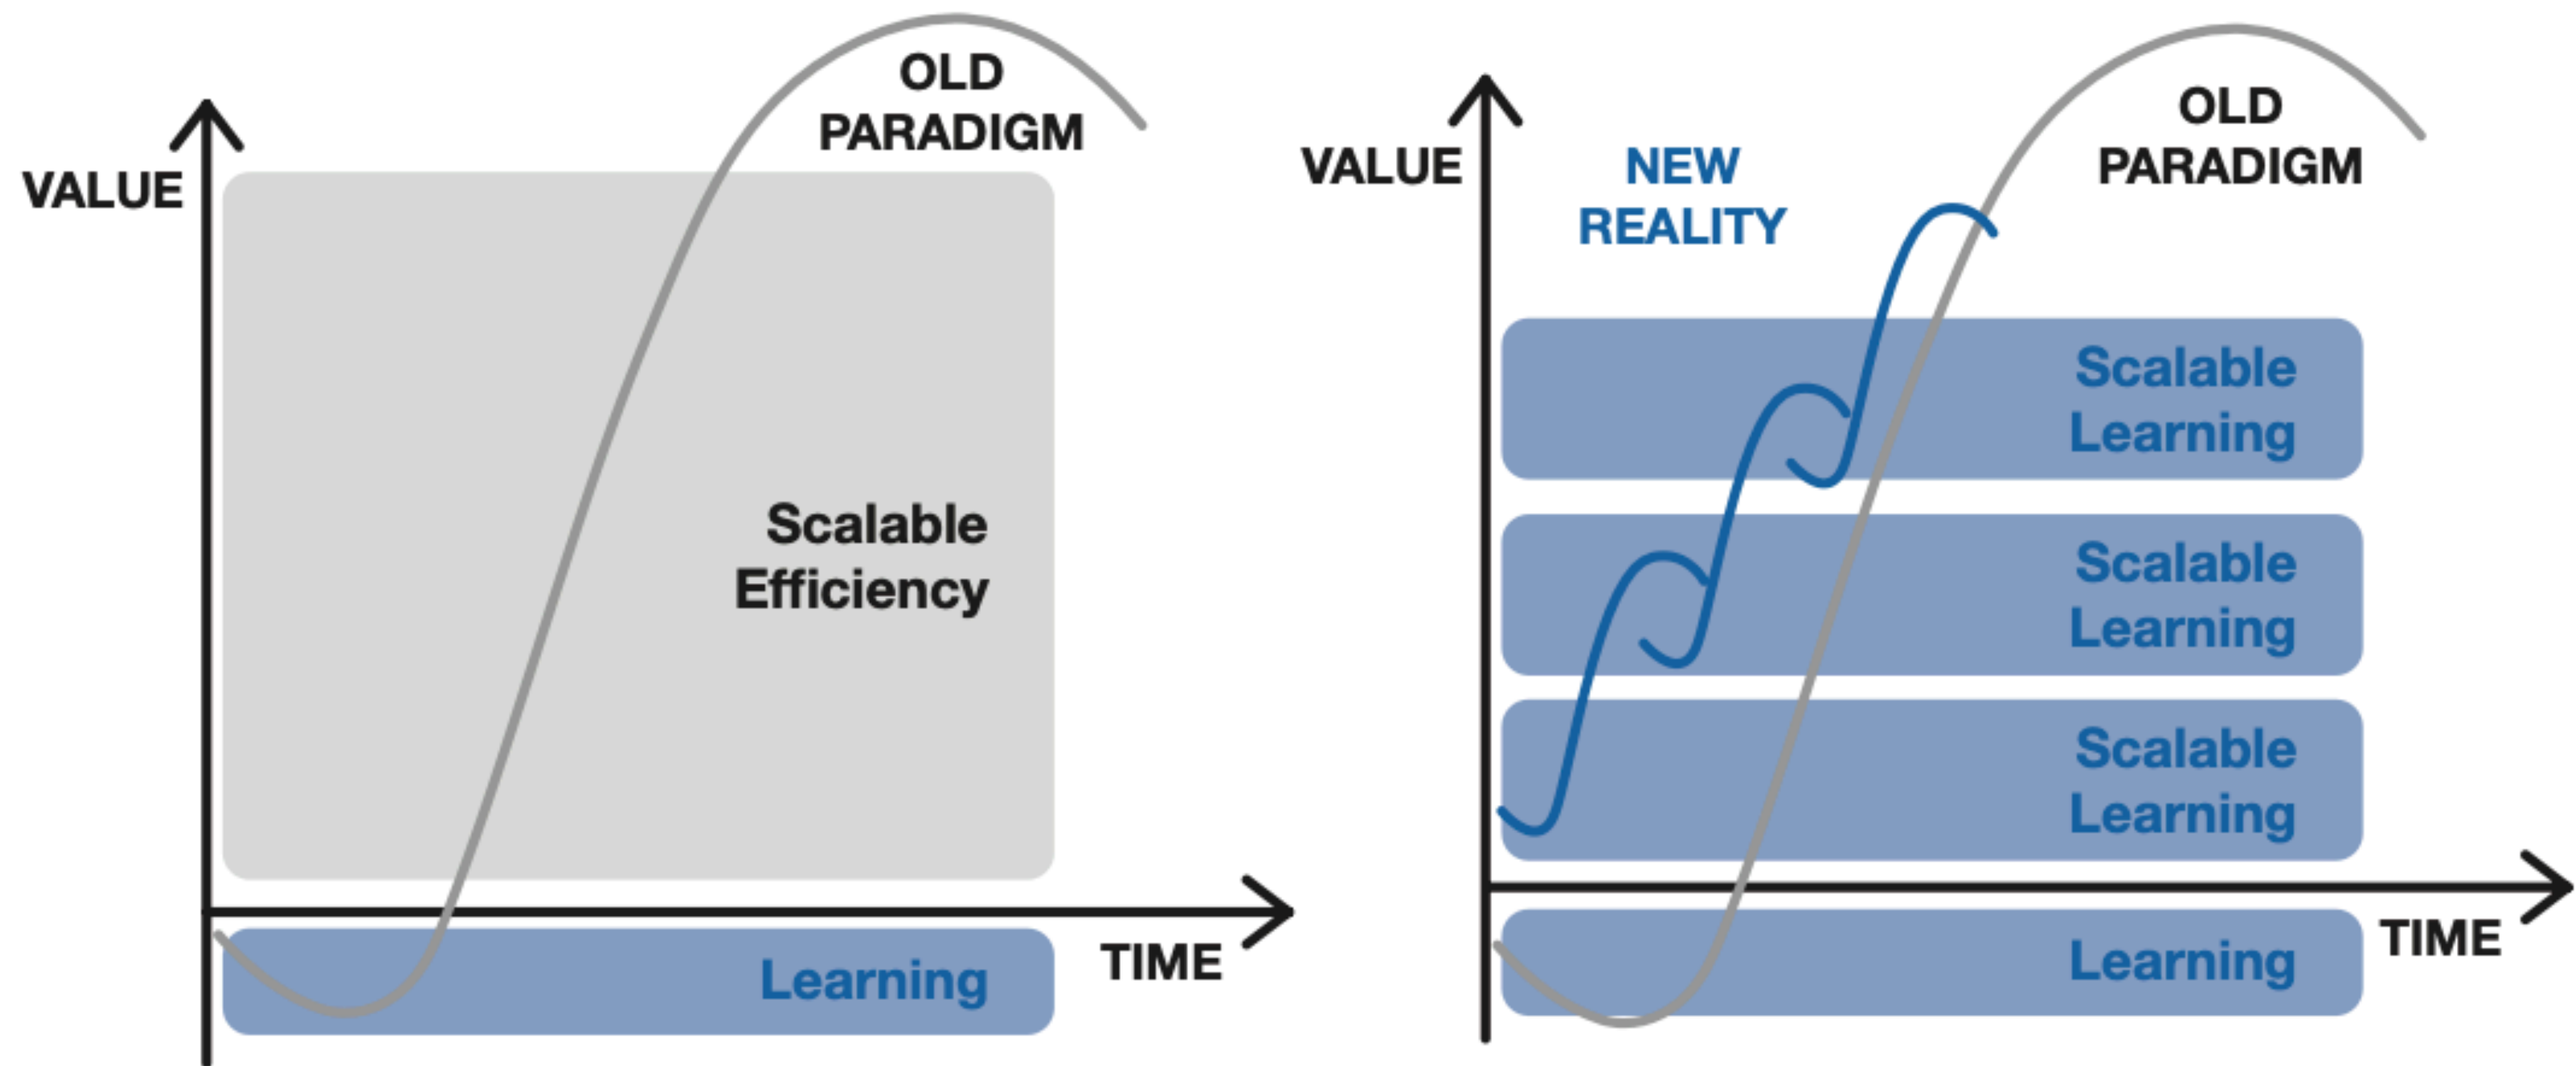 OLD
PARADIGM
VALUE
Scalable
Efficiency
TIME
Learning
OLD
PARADIGM
VALUE
NEW
REALITY
Scalable
Learning
Scalable
Learning
Scalable
Learning
TIME
Learning